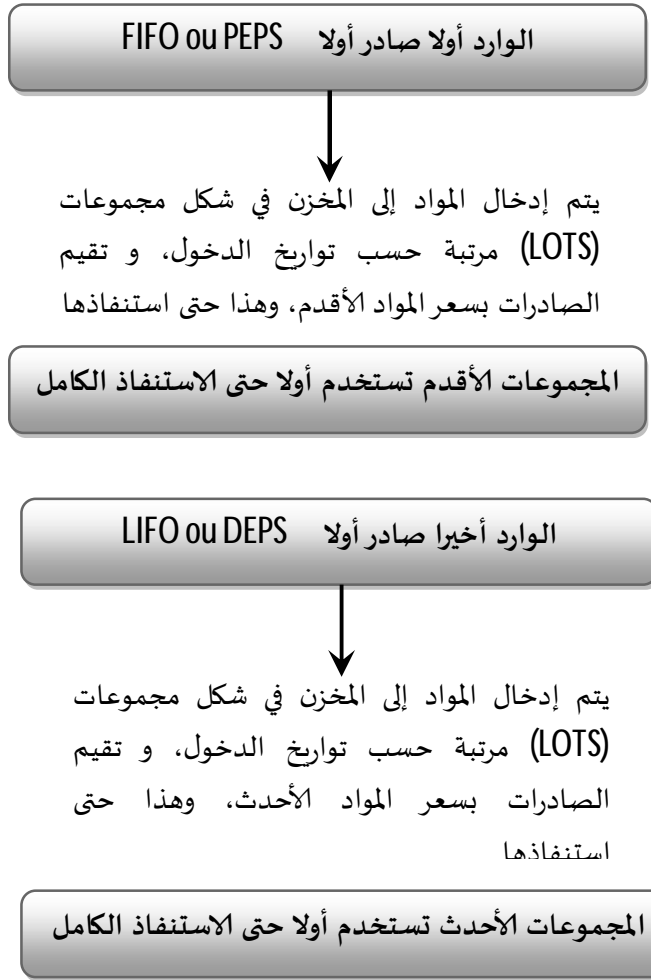 الوارد أولا صادر أولا FIFO ou PEPS
يتم إدخال المواد إلى المخزن في شكل مجموعات
(LOTS) مرتبة حسب تواريخ الدخول، و تقيم
الصادرات بسعر المواد الأقدم، وهذا حتى استنفاذها
المجموعات الأقدم تستخدم أولا حتى الاستنفاذ الكامل
الوارد أخيرا صادر أولا LIFO ou DEPS
يتم إدخال المواد إلى المخزن في شكل مجموعات
(LOTS) مرتبة حسب تواريخ الدخول، و تقيم
الصادرات بسعر المواد الأحدث، وهذا حتى
استنفاذها
المجموعات الأحدث تستخدم أولا حتى الاستنفاذ الكامل